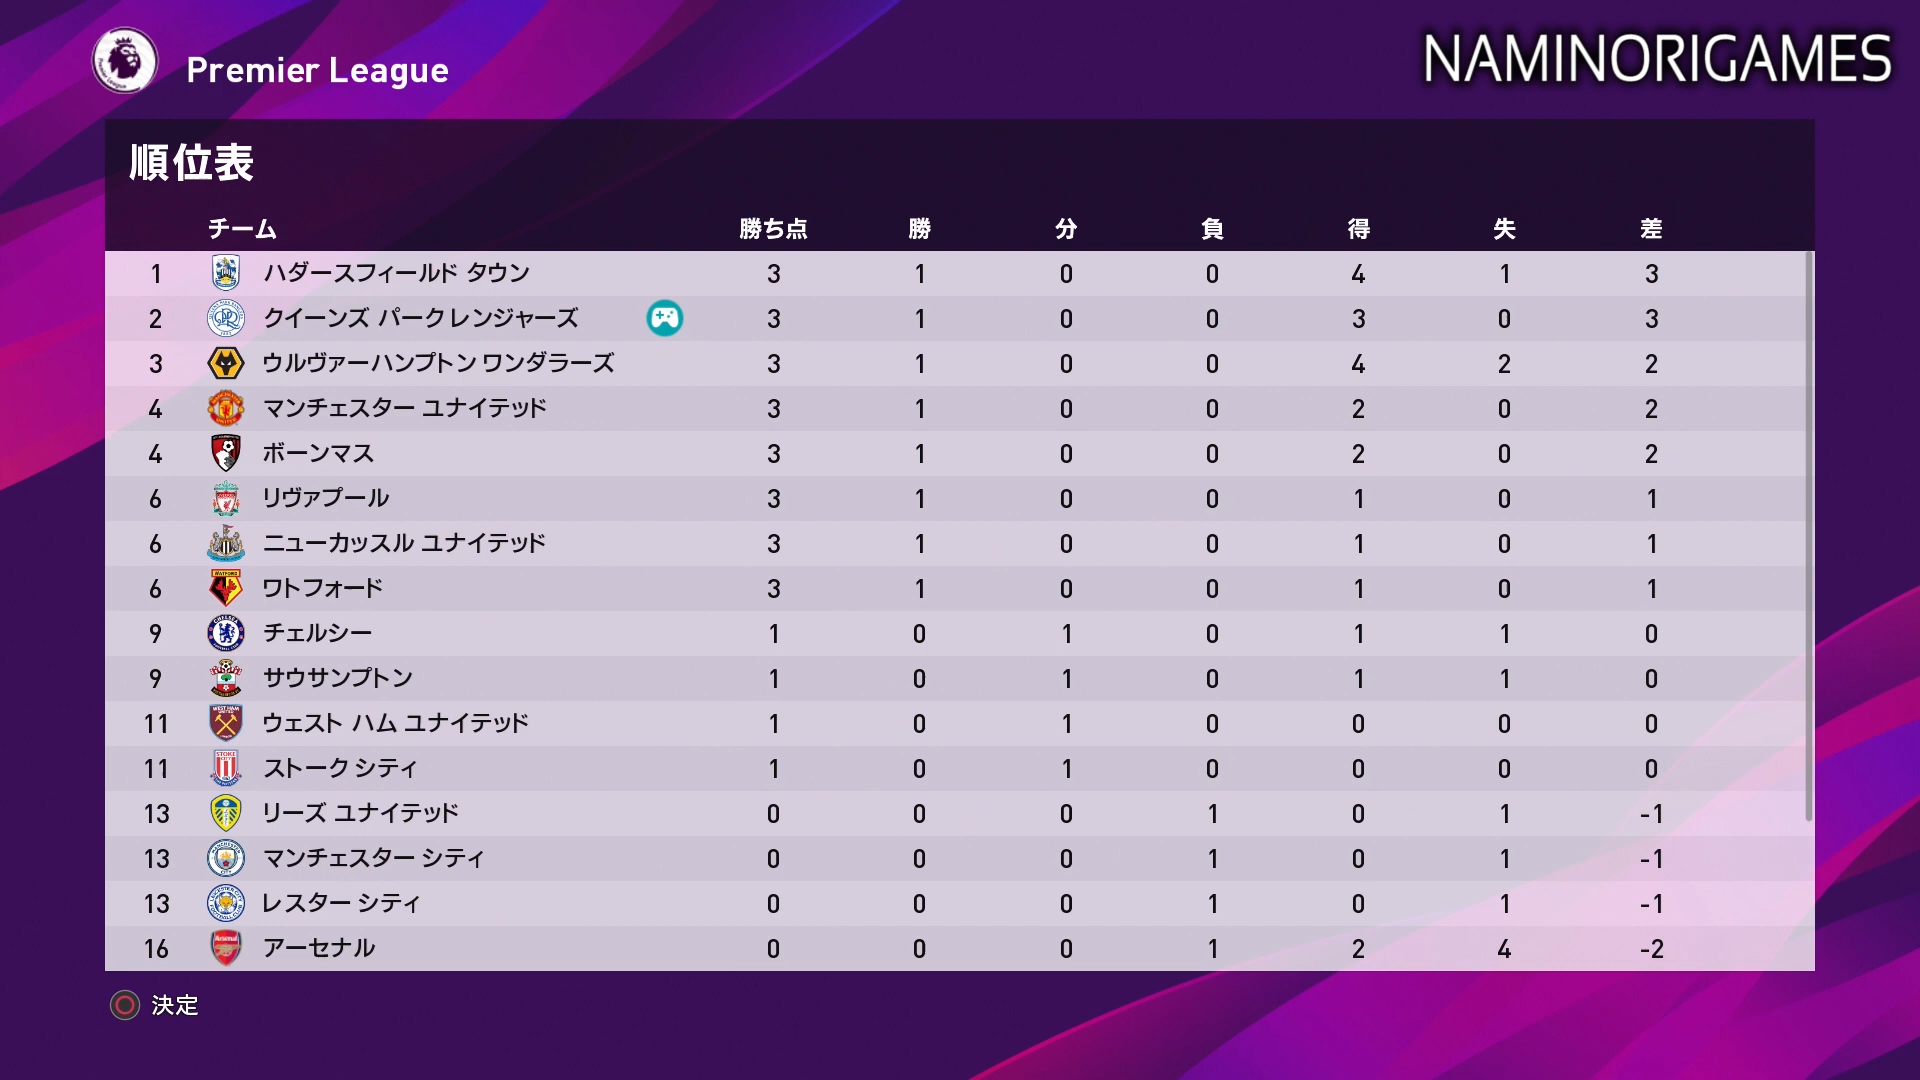 Premier League
NAMINORIGAMES
順位表
チーム 勝ち点 勝 分 負 得 失 差
1 ハダースフィールド タウン 3 1 0 0 4 1 3
2 クイーンズ パーク レンジャーズ 3 1 0 0 3 0 3
3 ウルヴァーハンプトン ワンダラーズ 3 1 0 0 4 2 2
4 マンチェスター ユナイテッド 3 1 0 0 2 0 2
4 ボーンマス 3 1 0 0 2 0 2
6 リヴァプール 3 1 0 0 1 0 1
6 ニューカッスル ユナイテッド 3 1 0 0 1 0 1
6 ワトフォード 3 1 0 0 1 0 1
9 チェルシー 1 0 1 0 1 1 0
9 サウサンプトン 1 0 1 0 1 1 0
11 ウェスト ハム ユナイテッド 1 0 1 0 0 0 0
11 ストーク シティ 1 0 1 0 0 0 0
13 リーズ ユナイテッド 0 0 0 1 0 1 -1
13 マンチェスター シティ 0 0 0 1 0 1 -1
13 レスター シティ 0 0 0 1 0 1 -1
16 アーセナル 0 0 0 1 2 4 -2
決定